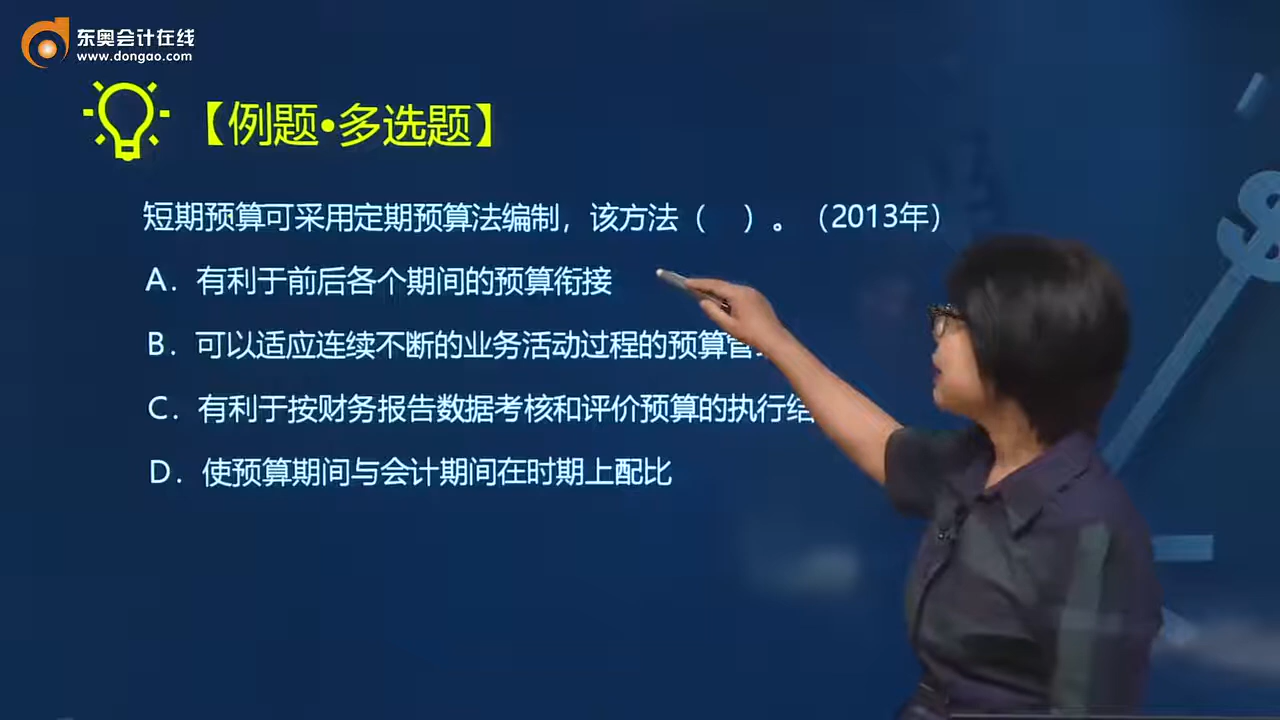 东奥会计在线
www.dongao.com
【例题•多选题】
短期预算可采用定期预算法编制，该方法（ ）。（2013年）
A．有利于前后各个期间的预算衔接
B．可以适应连续不断的业务活动过程的预算管
C．有利于按财务报告数据考核和评价预算的执行结
D．使预算期间与会计期间在时期上配比